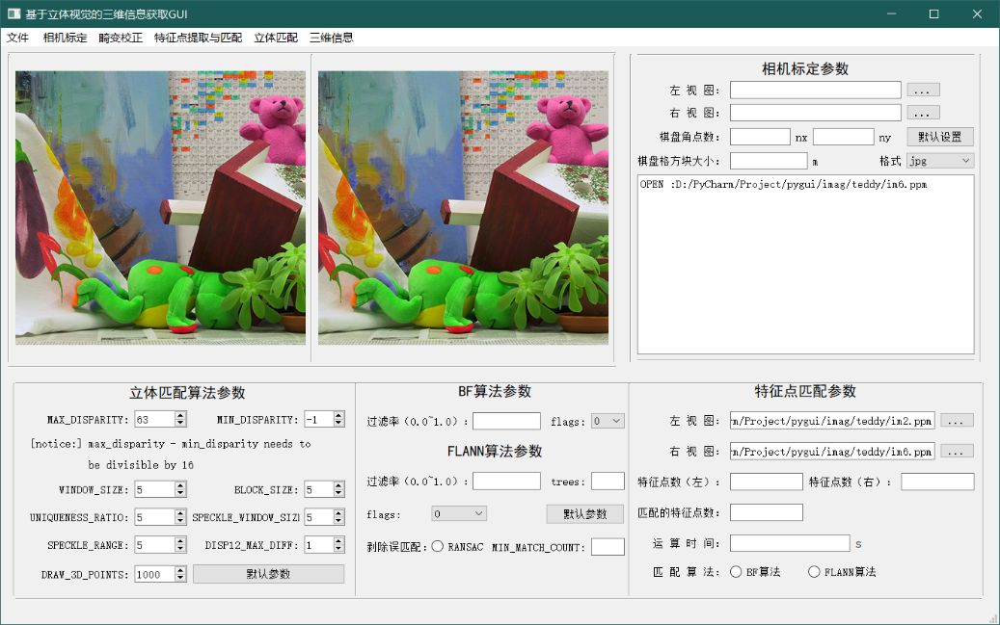 基于立体视觉的三维信息获取GUI
文件 相机标定 畸变校正 特征点提取与匹配 立体匹配 三维信息
相机标定参数
左 视 图： ...
右 视 图： ...
棋盘角点数： nx ny 默认设置
棋盘格方块大小： m 格式 jpg
OPEN :D:/PyCharm/Project/pygui/imag/teddy/im6.ppm
立体匹配算法参数
MAX_DISPARITY: 63 MIN_DISPARITY: -1
[notice:] max_disparity - min_disparity needs to
be divisible by 16
WINDOW_SIZE: 5 BLOCK_SIZE: 5
UNIQUENESS_RATIO: 5 SPECKLE_WINDOW_SIZI 5
SPECKLE_RANGE: 5 DISP12_MAX_DIFF: 1
DRAW_3D_POINTS: 1000 默认参数
BF算法参数
过滤率（0.0~1.0）: flags: 0
FLANN算法参数
过滤率（0.0~1.0）: trees:
flags: 0 默认参数
剥除误匹配: RANSAC MIN_MATCH_COUNT:
特征点匹配参数
左 视 图： m/Project/pygui/imag/teddy/im2.ppm ...
右 视 图： m/Project/pygui/imag/teddy/im6.ppm ...
特征点数（左）： 特征点数（右）：
匹配的特征点数：
运 算 时 间： s
匹 配 算 法： BF算法 FLANN算法